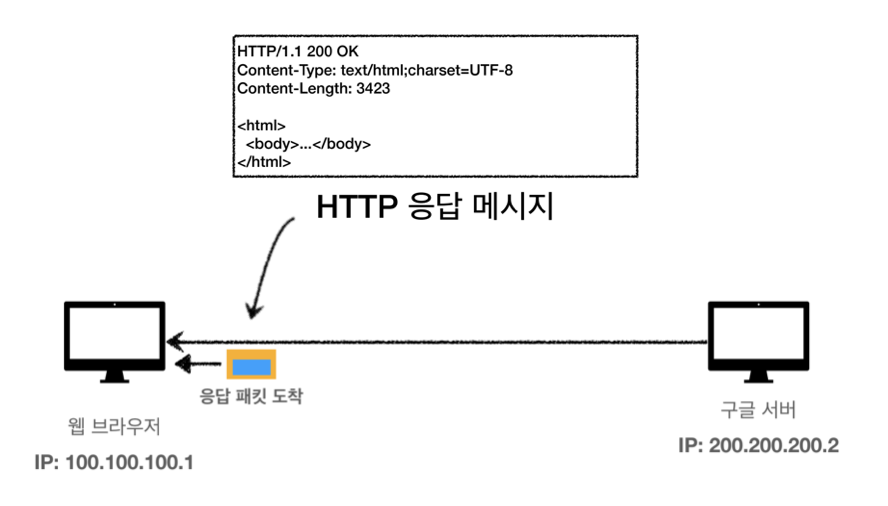 HTTP/1.1 200 OK
Content-Type: text/html;charset=UTF-8
Content-Length: 3423
<html>
<body>...</body>
</html>
HTTP 응답 메시지
응답 패킷 도착
웹 브라우저
IP: 100.100.100.1
구글 서버
IP: 200.200.200.2